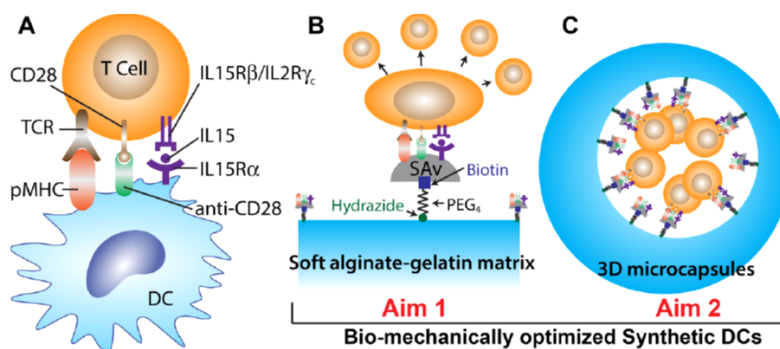 A
T Cell
CD28
TCR
pMHC
IL15Rβ/IL2Rγc
IL15
IL15Rα
anti-CD28
DC
B
SAv
Biotin
Hydrazide
PEG4
Soft alginate-gelatin matrix
Aim 1
C
3D microcapsules
Aim 2
Bio-mechanically optimized Synthetic DCs